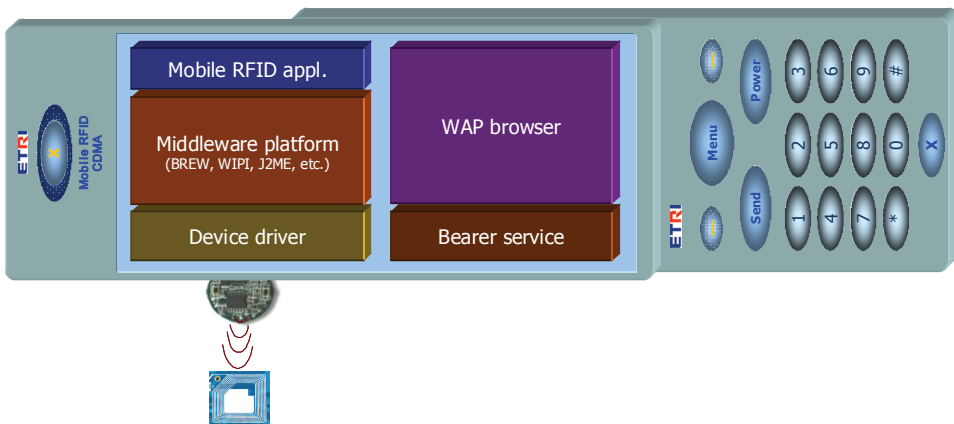 ETRI
X
Mobile RFID
CDMA
Mobile RFID appl.
Middleware platform
(BREW, WIPI, J2ME, etc.)
Device driver
WAP browser
Bearer service
ETRI
Menu
Send
Power
1
2
3
4
5
6
7
8
9
*
0
#
X